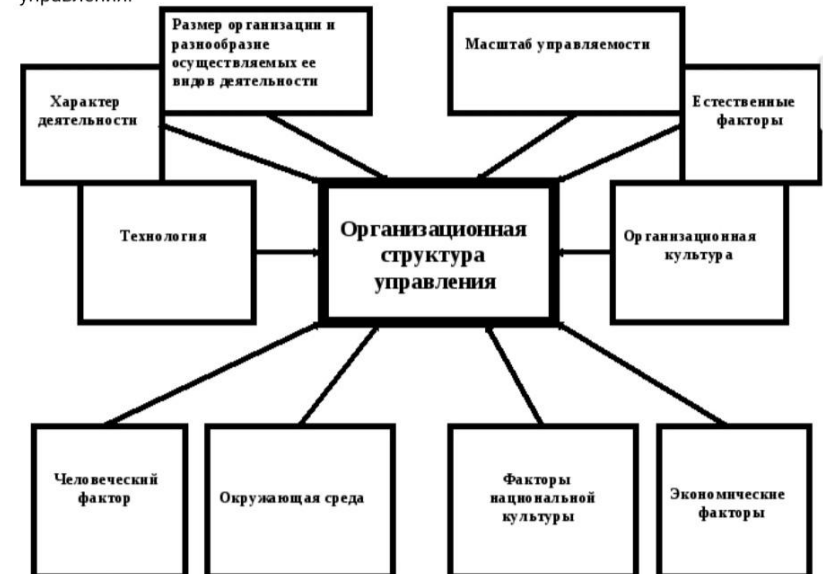 управления.
Размер организации и
разнообразие
осуществляемых ее
видов деятельности
Масштаб управляемости
Характер
деятельности
Естественные
факторы
Технология
Организационная
структура
управления
Организационная
культура
Человеческий
фактор
Окружающая среда
Факторы
национальной
культуры
Экономические
факторы